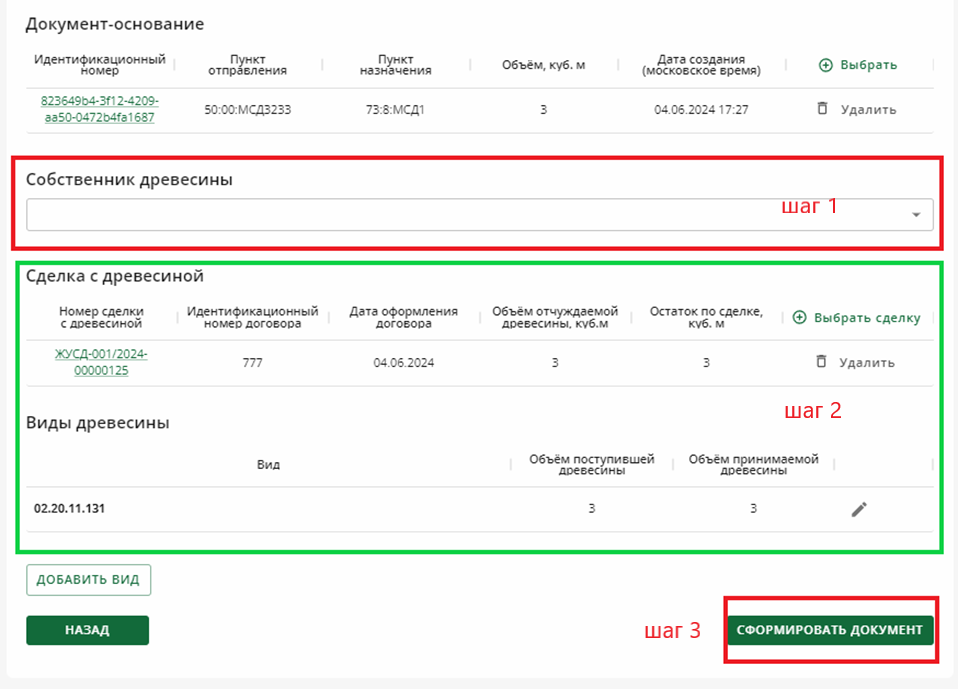 Документ-основание
Идентификационный номер
Пункт отправления
Пункт назначения
Объём, куб. м
Дата создания (московское время)
Выбрать
823649b4-3f12-4209-aa50-0472b4fa1687
50:00:МСД3233
73:8:МСД1
3
04.06.2024 17:27
Удалить
Собственник древесины
шаг 1
Сделка с древесиной
Номер сделки с древесиной
Идентификационный номер договора
Дата оформления договора
Объём отчуждаемой древесины, куб.м
Остаток по сделке, куб. м
Выбрать сделку
ЖУСД-001/2024-00000125
777
04.06.2024
3
3
Удалить
шаг 2
Виды древесины
Вид
Объём поступившей древесины
Объём принимаемой древесины
02.20.11.131
3
3
ДОБАВИТЬ ВИД
НАЗАД
шаг 3
СФОРМИРОВАТЬ ДОКУМЕНТ